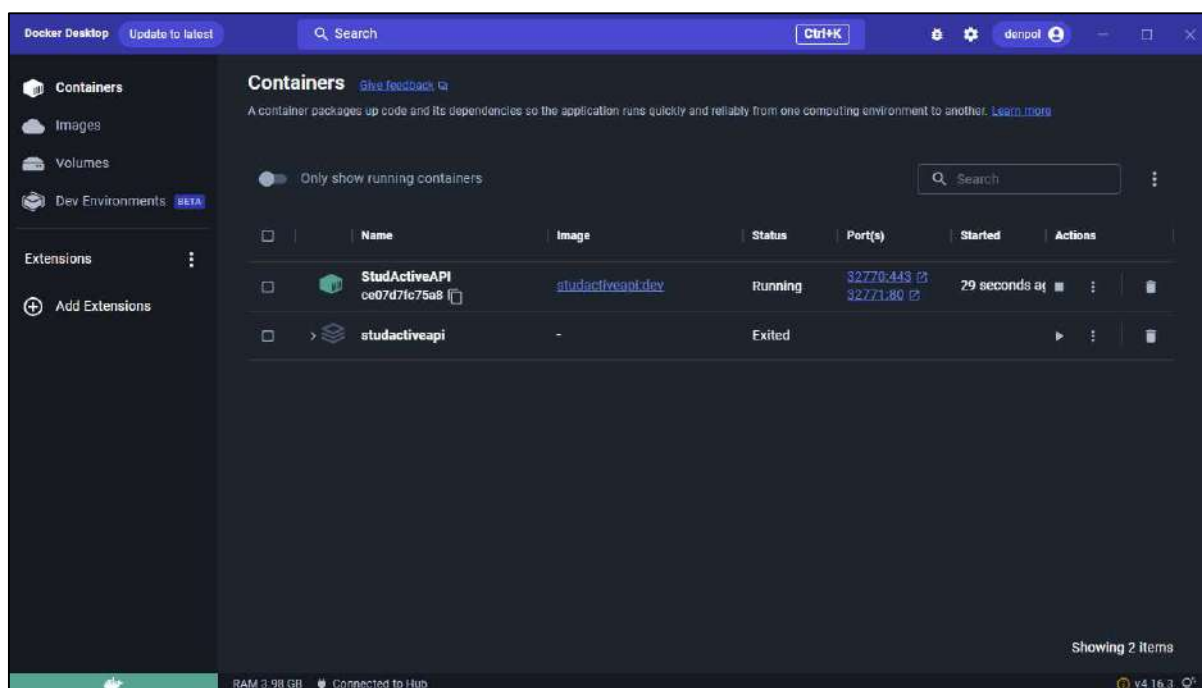 Docker Desktop Update to latest Search Ctrl+K denpol
Containers
Images
Volumes
Dev Environments BETA
Extensions
Add Extensions
Containers Give feedback
A container packages up code and its dependencies so the application runs quickly and reliably from one computing environment to another. Learn more
Only show running containers Search
Name Image Status Port(s) Started Actions
StudActiveAPI
ce07d7fc75a8
studactiveapi:dev Running
32770:443
32771:80
29 seconds ag
studactiveapi - Exited
Showing 2 items
RAM 3.98 GB Connected to Hub v4.16.3